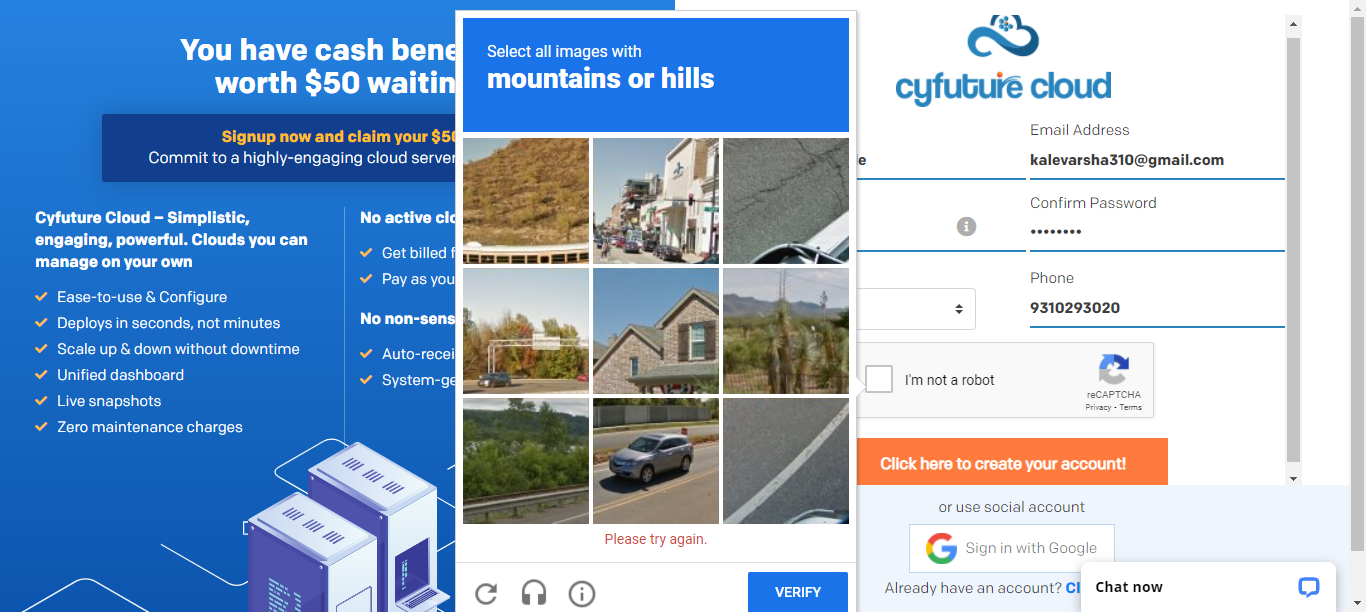 You have cash bene
worth $50 waitin
Signup now and claim your $50
Commit to a highly-engaging cloud server
Cyfuture Cloud – Simplistic,
engaging, powerful. Clouds you can
manage on your own
Ease-to-use & Configure
Deploys in seconds, not minutes
Scale up & down without downtime
Unified dashboard
Live snapshots
Zero maintenance charges
No active clo
Get billed f
Pay as you
No non-sens
Auto-recei
System-ge
Select all images with
mountains or hills
Please try again.
VERIFY
cyfuture cloud
Email Address
kalevarsha310@gmail.com
Confirm Password
••••••••
Phone
9310293020
I'm not a robot
reCAPTCHA
Privacy - Terms
Click here to create your account!
or use social account
Sign in with Google
Already have an account? Cl
Chat now